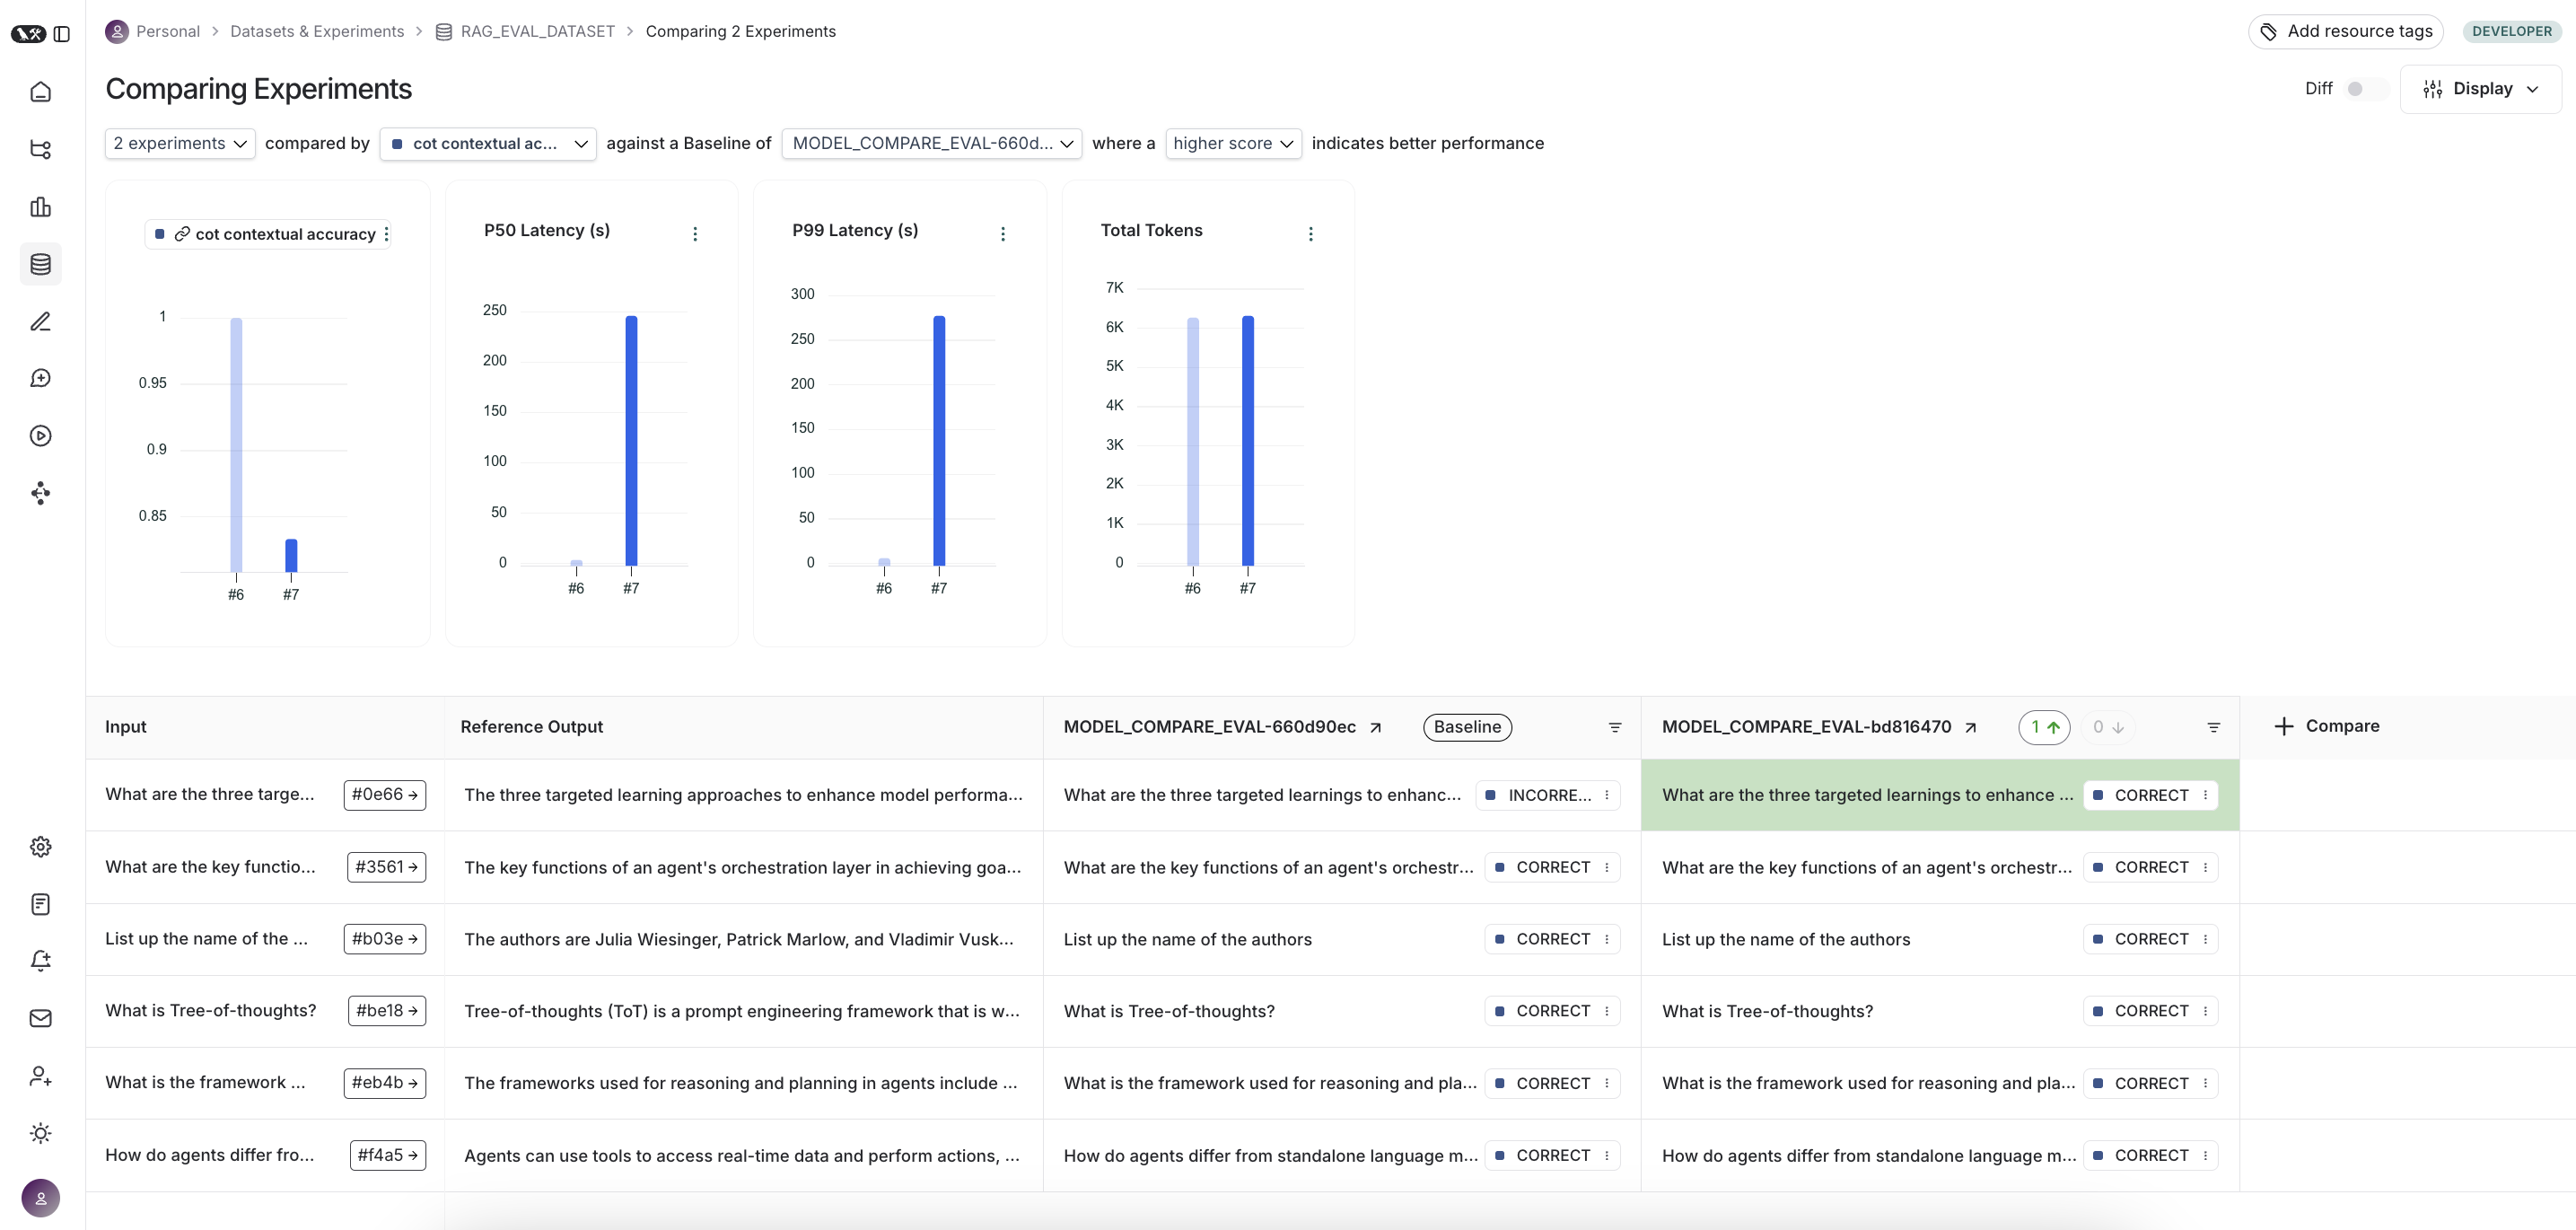 Personal > Datasets & Experiments > RAG_EVAL_DATASET > Comparing 2 Experiments
Add resource tags
DEVELOPER
Comparing Experiments
Diff
Display
2 experiments compared by cot contextual ac... against a Baseline of MODEL_COMPARE_EVAL-660d... where a higher score indicates better performance
cot contextual accuracy
1
0.95
0.9
0.85
#6 #7
P50 Latency (s)
250
200
150
100
50
0
#6 #7
P99 Latency (s)
300
250
200
150
100
50
0
#6 #7
Total Tokens
7K
6K
5K
4K
3K
2K
1K
0
#6 #7
Input Reference Output MODEL_COMPARE_EVAL-660d90ec Baseline MODEL_COMPARE_EVAL-bd816470 1 0 Compare
What are the three targe... #0e66 The three targeted learning approaches to enhance model performa... What are the three targeted learnings to enhanc... INCORRE... What are the three targeted learnings to enhance ... CORRECT
What are the key functio... #3561 The key functions of an agent's orchestration layer in achieving goa... What are the key functions of an agent's orchestr... CORRECT What are the key functions of an agent's orchestr... CORRECT
List up the name of the ... #b03e The authors are Julia Wiesinger, Patrick Marlow, and Vladimir Vusk... List up the name of the authors CORRECT List up the name of the authors CORRECT
What is Tree-of-thoughts? #be18 Tree-of-thoughts (ToT) is a prompt engineering framework that is w... What is Tree-of-thoughts? CORRECT What is Tree-of-thoughts? CORRECT
What is the framework ... #eb4b The frameworks used for reasoning and planning in agents include ... What is the framework used for reasoning and pla... CORRECT What is the framework used for reasoning and pla... CORRECT
How do agents differ fro... #f4a5 Agents can use tools to access real-time data and perform actions, ... How do agents differ from standalone language m... CORRECT How do agents differ from standalone language m... CORRECT